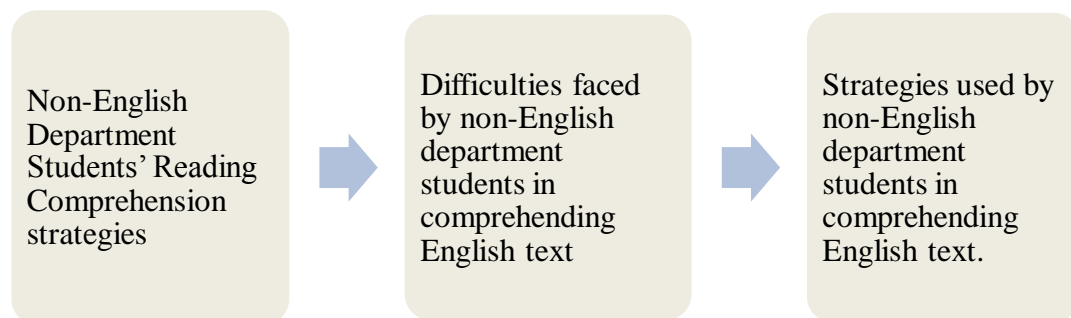 Non-English
Department
Students’ Reading
Comprehension
strategies
Difficulties faced
by non-English
department
students in
comprehending
English text
Strategies used by
non-English
department
students in
comprehending
English text.